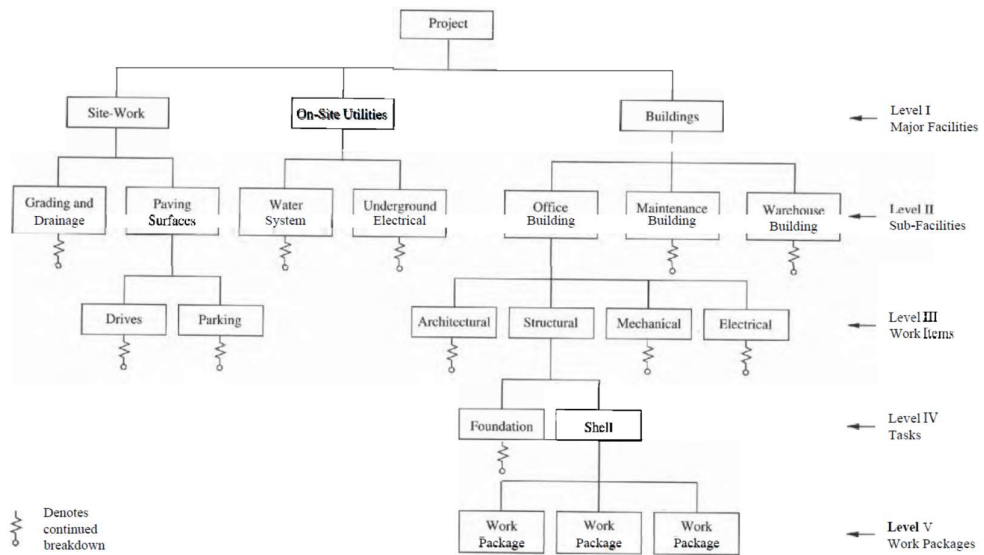 Project
Site-Work
On-Site Utilities
Buildings
Level I
Major Facilities
Grading and
Drainage
Paving
Surfaces
Water
System
Underground
Electrical
Office
Building
Maintenance
Building
Warehouse
Building
Level II
Sub-Facilities
Drives
Parking
Architectural
Structural
Mechanical
Electrical
Level III
Work Items
Foundation
Shell
Level IV
Tasks
Denotes
continued
breakdown
Work
Package
Work
Package
Work
Package
Level V
Work Packages